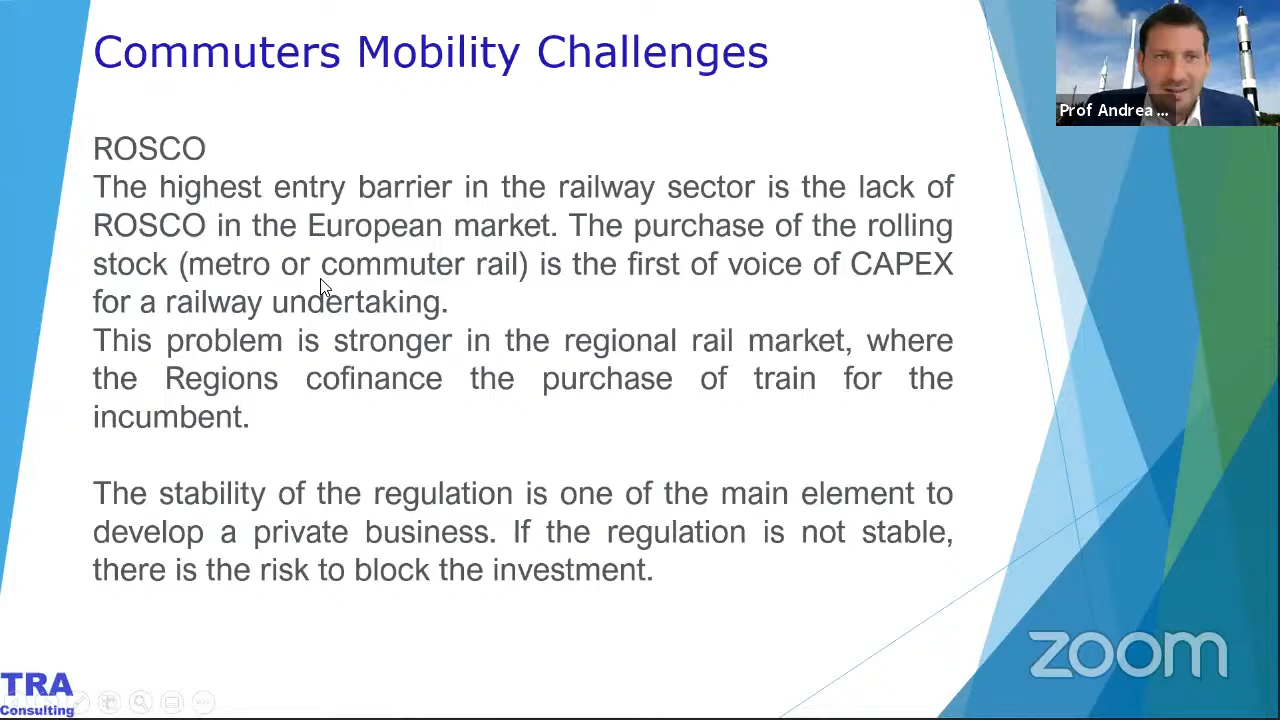 Commuters Mobility Challenges
Prof Andrea ...
ROSCO
The highest entry barrier in the railway sector is the lack of
ROSCO in the European market. The purchase of the rolling
stock (metro or commuter rail) is the first of voice of CAPEX
for a railway undertaking.
This problem is stronger in the regional rail market, where
the Regions cofinance the purchase of train for the
incumbent.
The stability of the regulation is one of the main element to
develop a private business. If the regulation is not stable,
there is the risk to block the investment.
zoom
TRA
Consulting